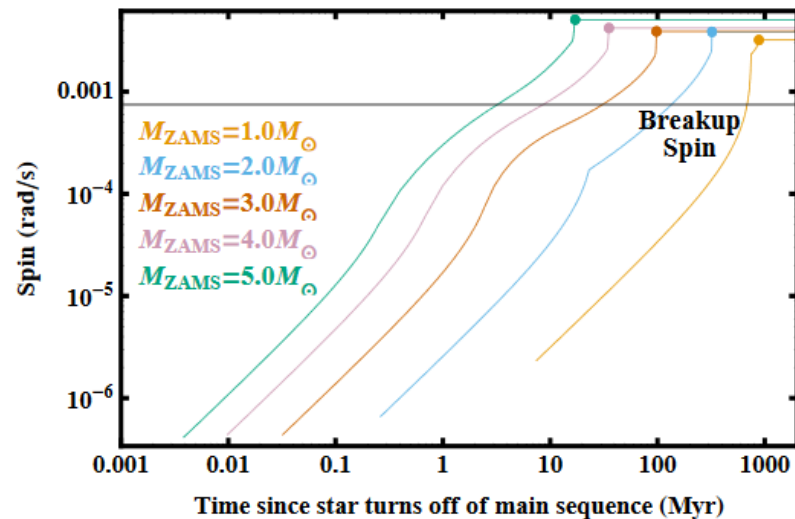 0.001
10⁻⁴
10⁻⁵
10⁻⁶
Spin (rad/s)
M_ZAMS=1.0M_⊙
M_ZAMS=2.0M_⊙
M_ZAMS=3.0M_⊙
M_ZAMS=4.0M_⊙
M_ZAMS=5.0M_⊙
Breakup
Spin
0.001 0.01 0.1 1 10 100 1000
Time since star turns off of main sequence (Myr)